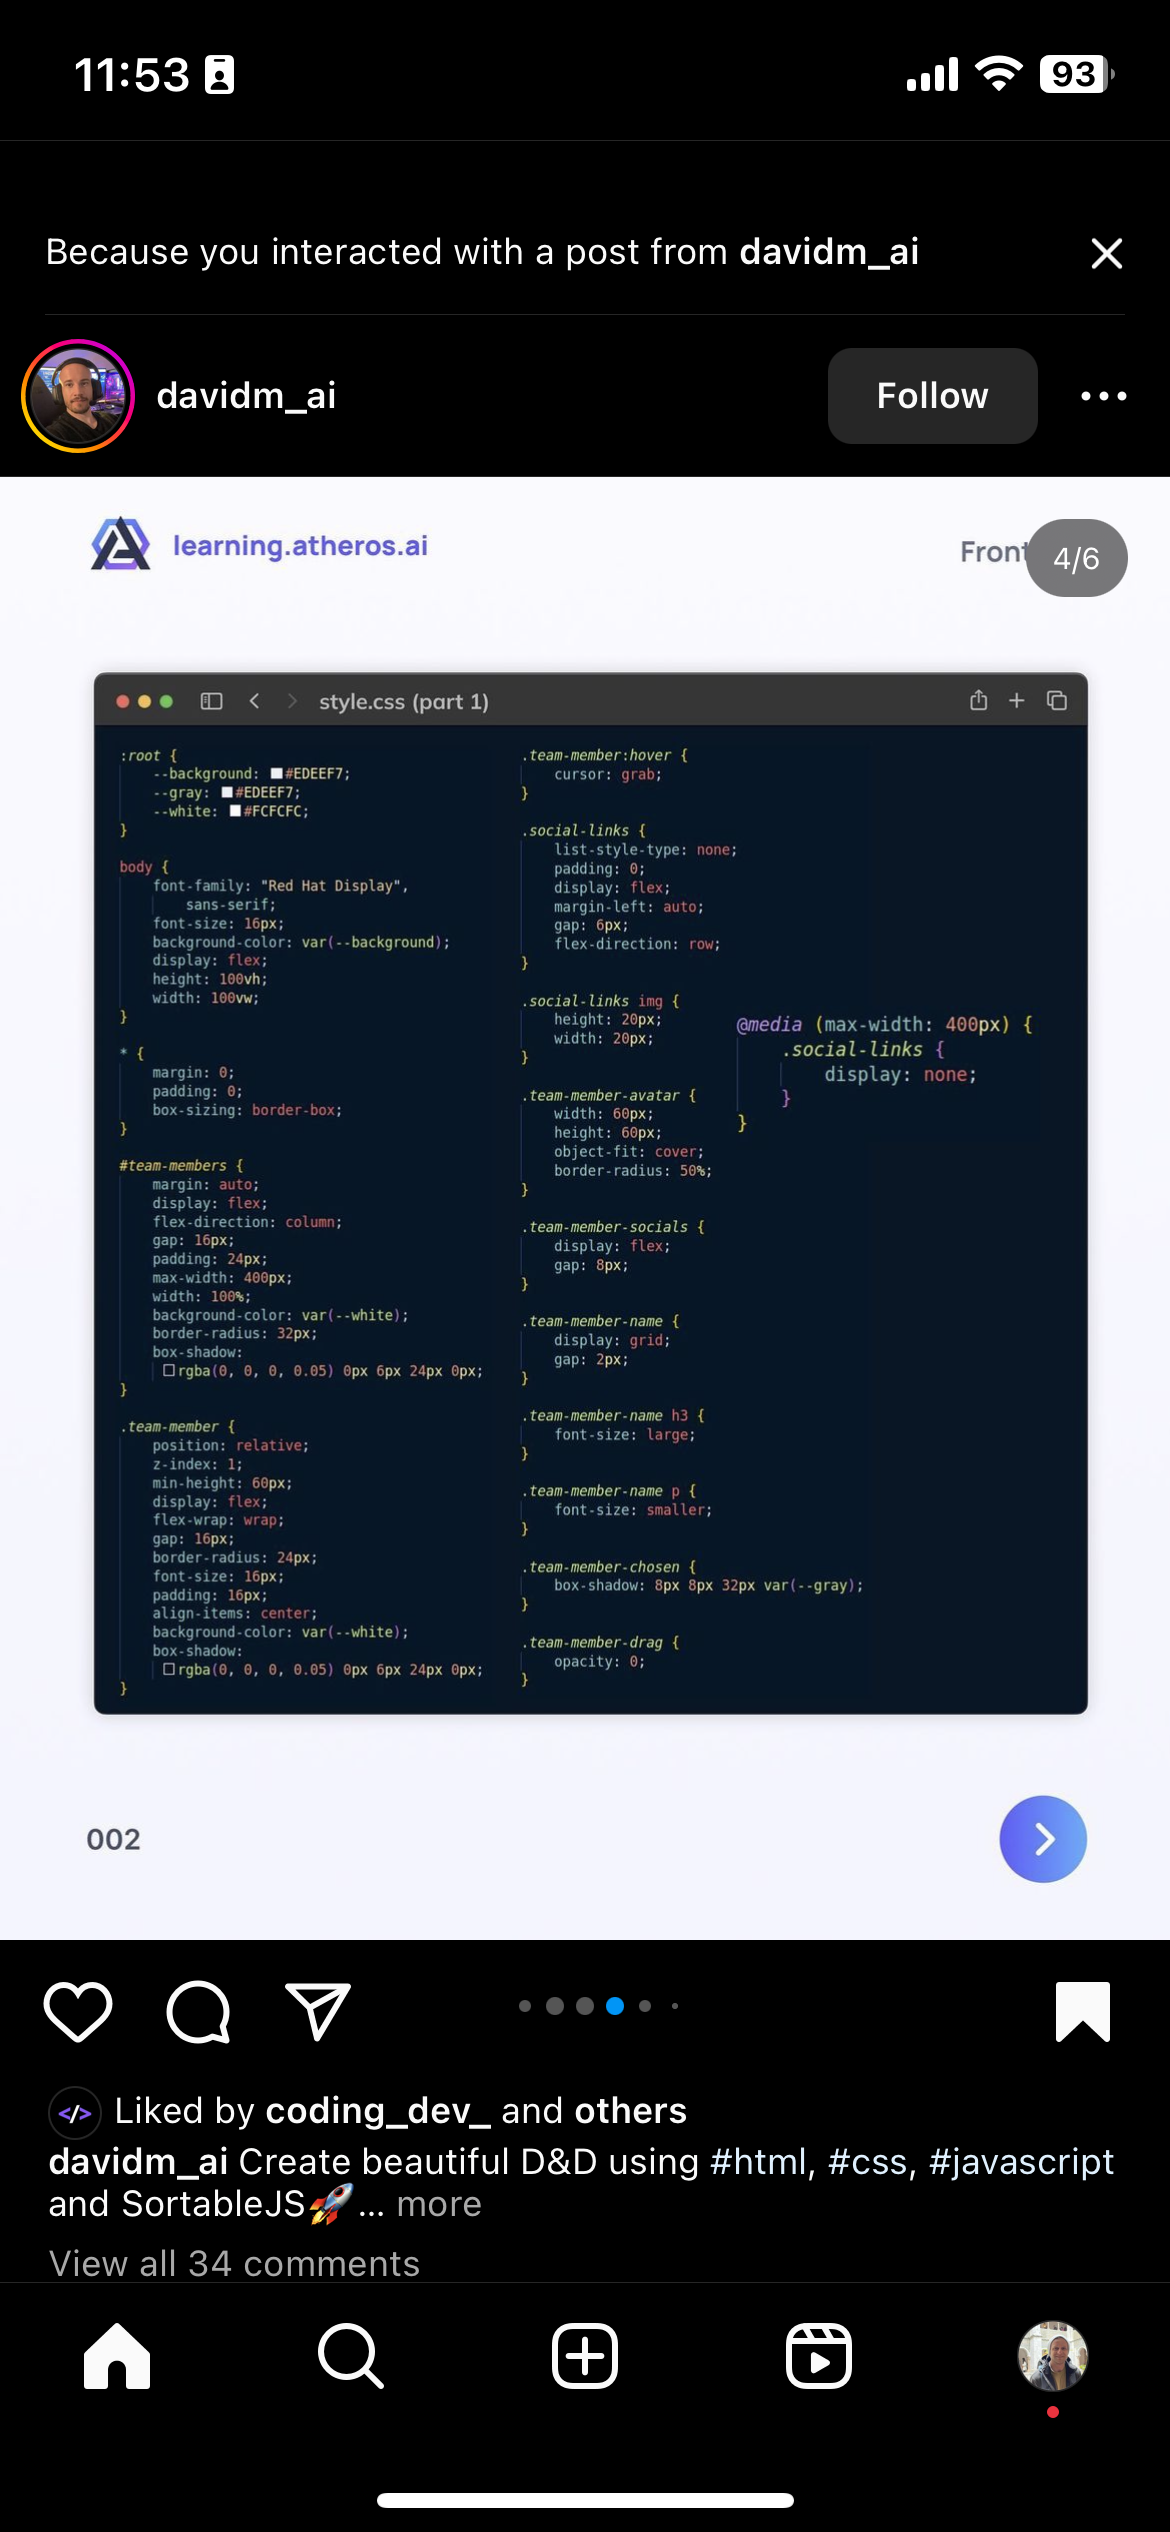 11:53
93
Because you interacted with a post from davidm_ai
davidm_ai
Follow
learning.atheros.ai
Front
4/6
style.css (part 1)
:root {
--background: #EDEEF7;
--gray: #EDEEF7;
--white: #FCFCFC;
}
body {
font-family: "Red Hat Display",
sans-serif;
font-size: 16px;
background-color: var(--background);
display: flex;
height: 100vh;
width: 100vw;
}
* {
margin: 0;
padding: 0;
box-sizing: border-box;
}
#team-members {
margin: auto;
display: flex;
flex-direction: column;
gap: 16px;
padding: 24px;
max-width: 400px;
width: 100%;
background-color: var(--white);
border-radius: 32px;
box-shadow:
rgba(0, 0, 0, 0.05) 0px 6px 24px 0px;
}
.team-member {
position: relative;
z-index: 1;
min-height: 60px;
display: flex;
flex-wrap: wrap;
gap: 16px;
border-radius: 24px;
font-size: 16px;
padding: 16px;
align-items: center;
background-color: var(--white);
box-shadow:
rgba(0, 0, 0, 0.05) 0px 6px 24px 0px;
}
.team-member:hover {
cursor: grab;
}
.social-links {
list-style-type: none;
padding: 0;
display: flex;
margin-left: auto;
gap: 6px;
flex-direction: row;
}
.social-links img {
height: 20px;
width: 20px;
}
.team-member-avatar {
width: 60px;
height: 60px;
object-fit: cover;
border-radius: 50%;
}
.team-member-socials {
display: flex;
gap: 8px;
}
.team-member-name {
display: grid;
gap: 2px;
}
.team-member-name h3 {
font-size: large;
}
.team-member-name p {
font-size: smaller;
}
.team-member-chosen {
box-shadow: 8px 8px 32px var(--gray);
}
.team-member-drag {
opacity: 0;
}
@media (max-width: 400px) {
.social-links {
display: none;
}
}
002
</>
Liked by coding_dev_ and others
davidm_ai Create beautiful D&D using #html, #css, #javascript
and SortableJS🚀... more
View all 34 comments